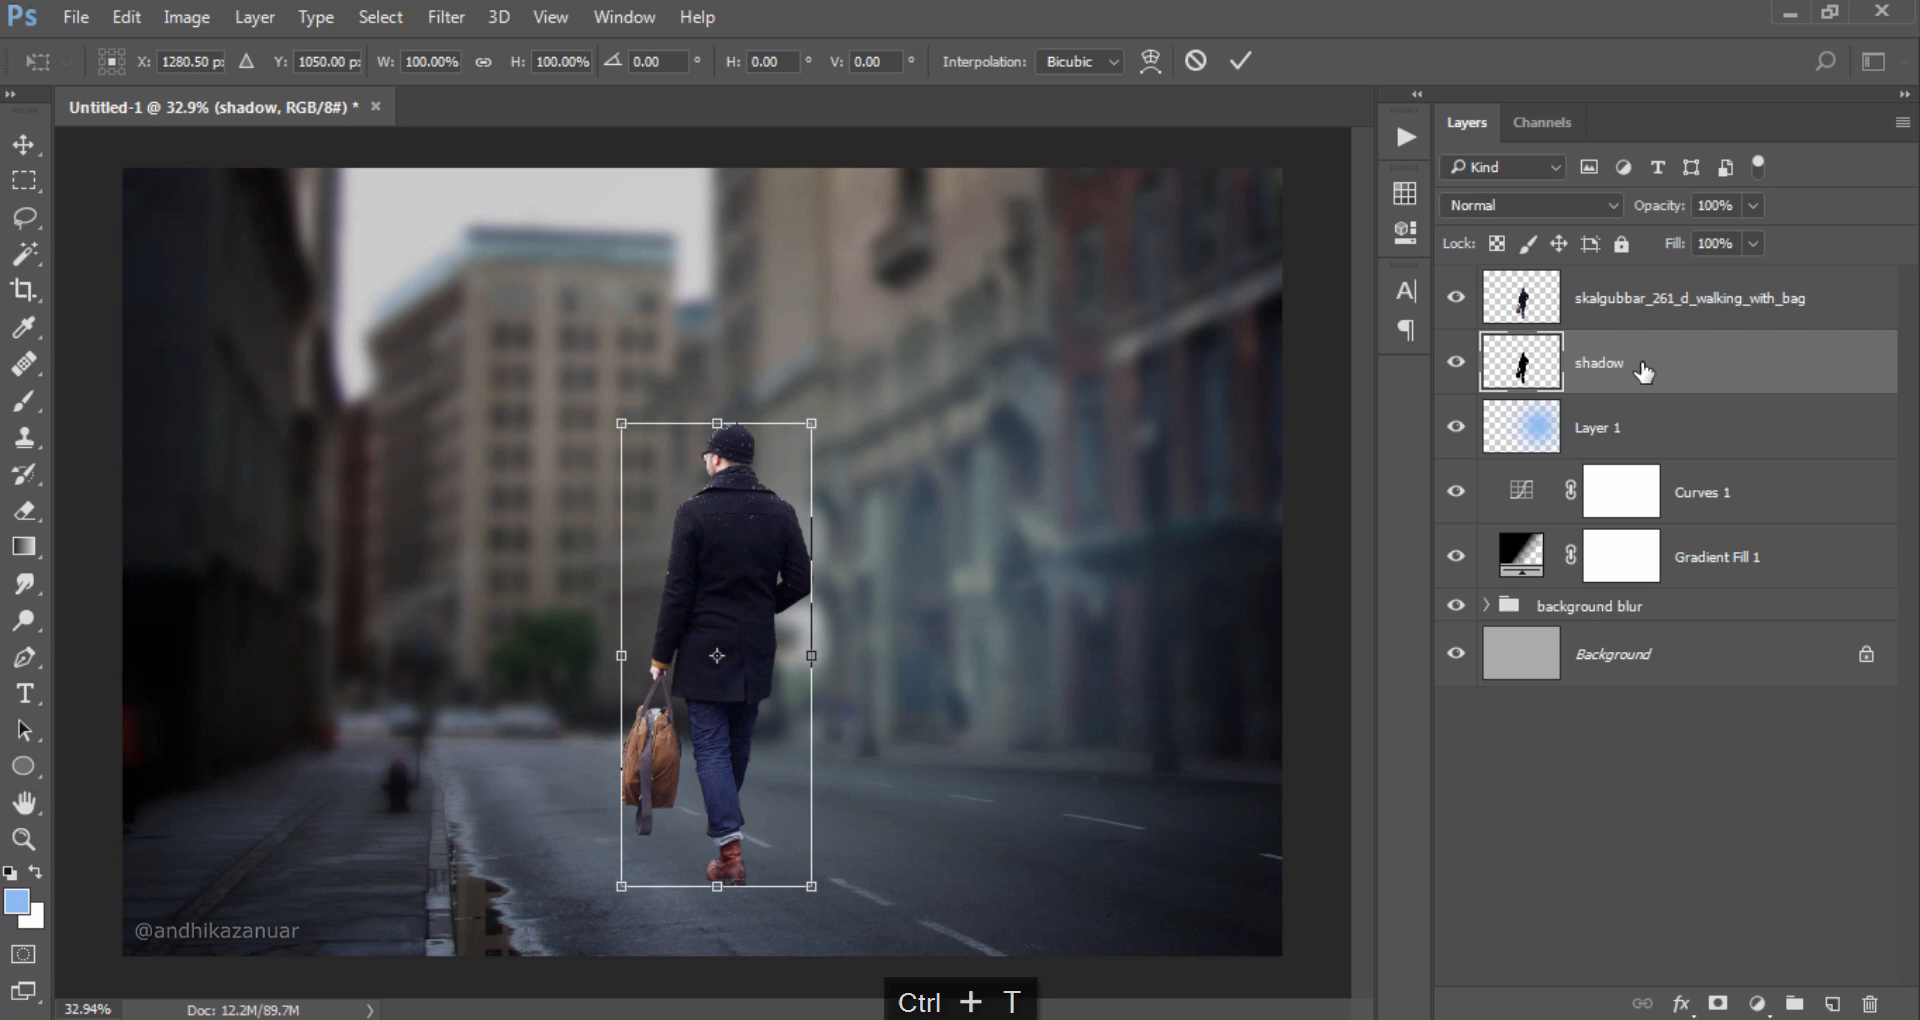 Ps File Edit Image Layer Type Select Filter 3D View Window Help
X: 1280.50 p Y: 1050.00 p W: 100.00% H: 100.00% 0.00 ° H: 0.00 ° V: 0.00 ° Interpolation: Bicubic
Untitled-1 @ 32.9% (shadow, RGB/8#) *
Layers Channels
Kind
Normal Opacity: 100%
Lock: Fill: 100%
skalgubbar_261_d_walking_with_bag
shadow
Layer 1
Curves 1
Gradient Fill 1
background blur
Background
@andhikazanuar
Ctrl + T
32.94% Doc: 12.2M/89.7M